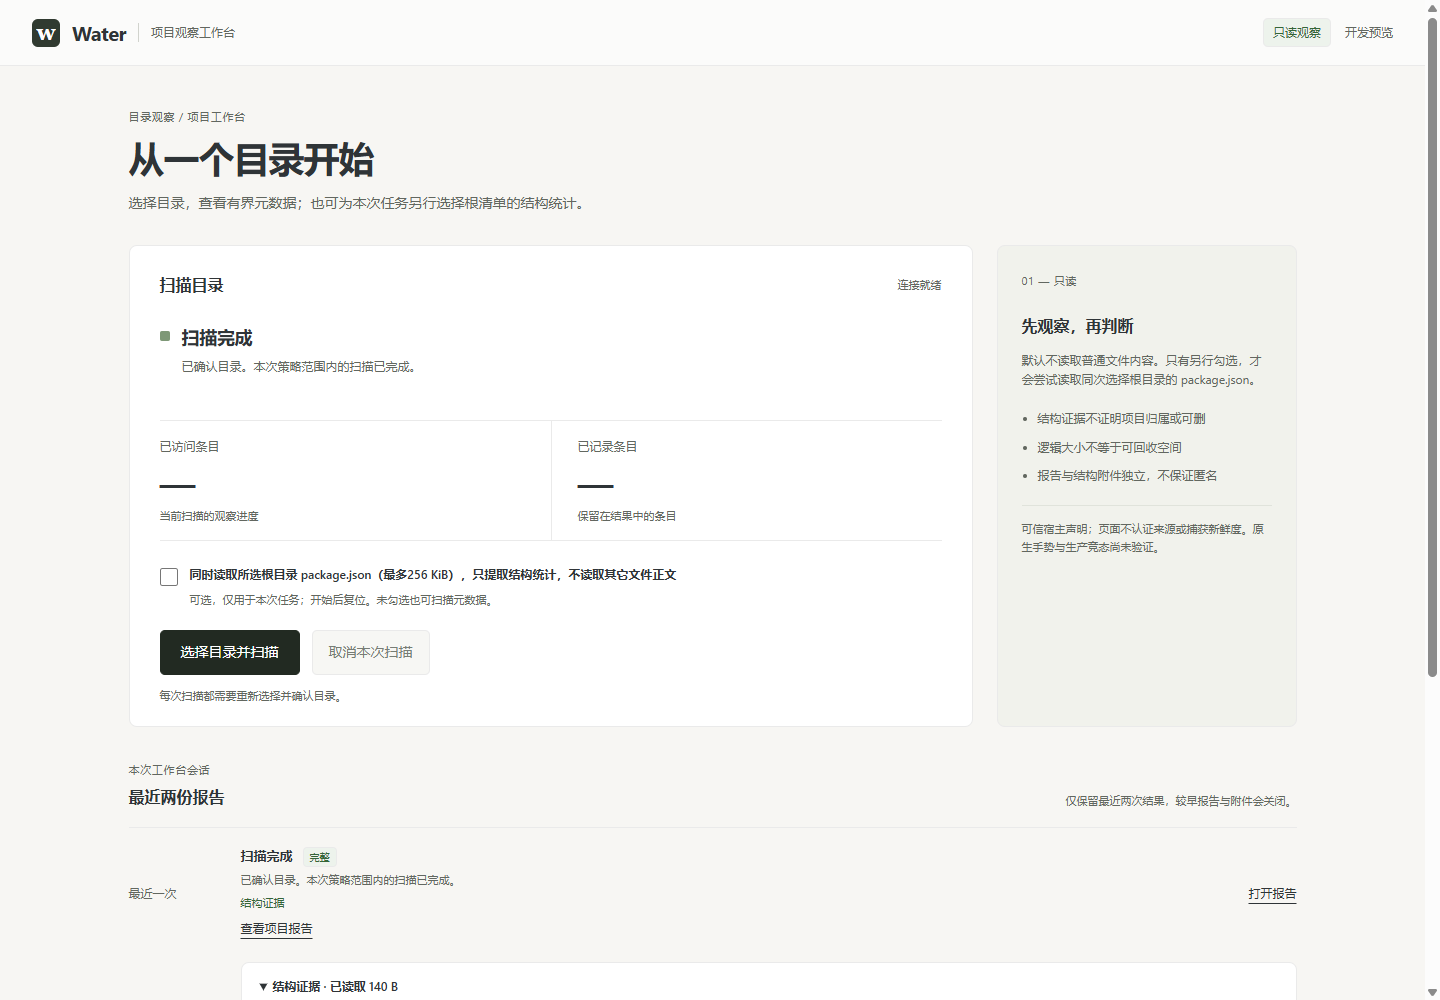 W Water 项目观察工作台
只读观察 开发预览
目录观察 / 项目工作台
从一个目录开始
选择目录，查看有界元数据；也可为本次任务另行选择根清单的结构统计。
扫描目录
连接就绪
扫描完成
已确认目录。本次策略范围内的扫描已完成。
已访问条目
—
当前扫描的观察进度
已记录条目
—
保留在结果中的条目
同时读取所选根目录 package.json（最多256 KiB），只提取结构统计，不读取其它文件正文
可选，仅用于本次任务；开始后复位。未勾选也可扫描元数据。
选择目录并扫描 取消本次扫描
每次扫描都需要重新选择并确认目录。
01 — 只读
先观察，再判断
默认不读取普通文件内容。只有另行勾选，才
会尝试读取同次选择根目录的 package.json。
• 结构证据不证明项目归属或可删
• 逻辑大小不等于可回收空间
• 报告与结构附件独立，不保证匿名
可信宿主声明；页面不认证来源或捕获新鲜度。原
生手势与生产竞态尚未验证。
本次工作台会话
最近两份报告
仅保留最近两次结果，较早报告与附件会关闭。
最近一次
扫描完成 完整
已确认目录。本次策略范围内的扫描已完成。
结构证据
查看项目报告
打开报告
▼ 结构证据 · 已读取 140 B